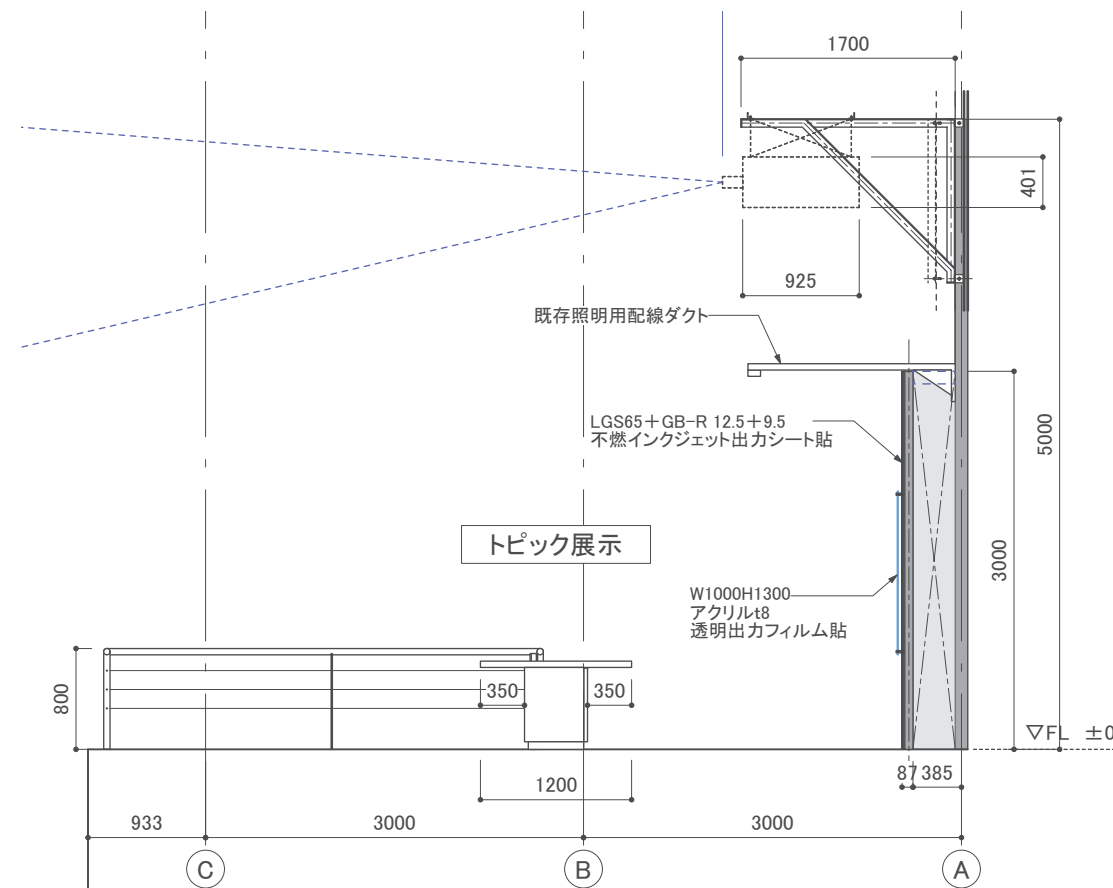 1700
401
925
既存照明用配線ダクト
LGS65＋GB-R 12.5＋9.5
不燃インクジェット出力シート貼
5000
トピック展示
3000
W1000H1300
アクリルt8
透明出力フィルム貼
800
350
350
▽FL ±0
87
385
1200
933
3000
3000
C
B
A